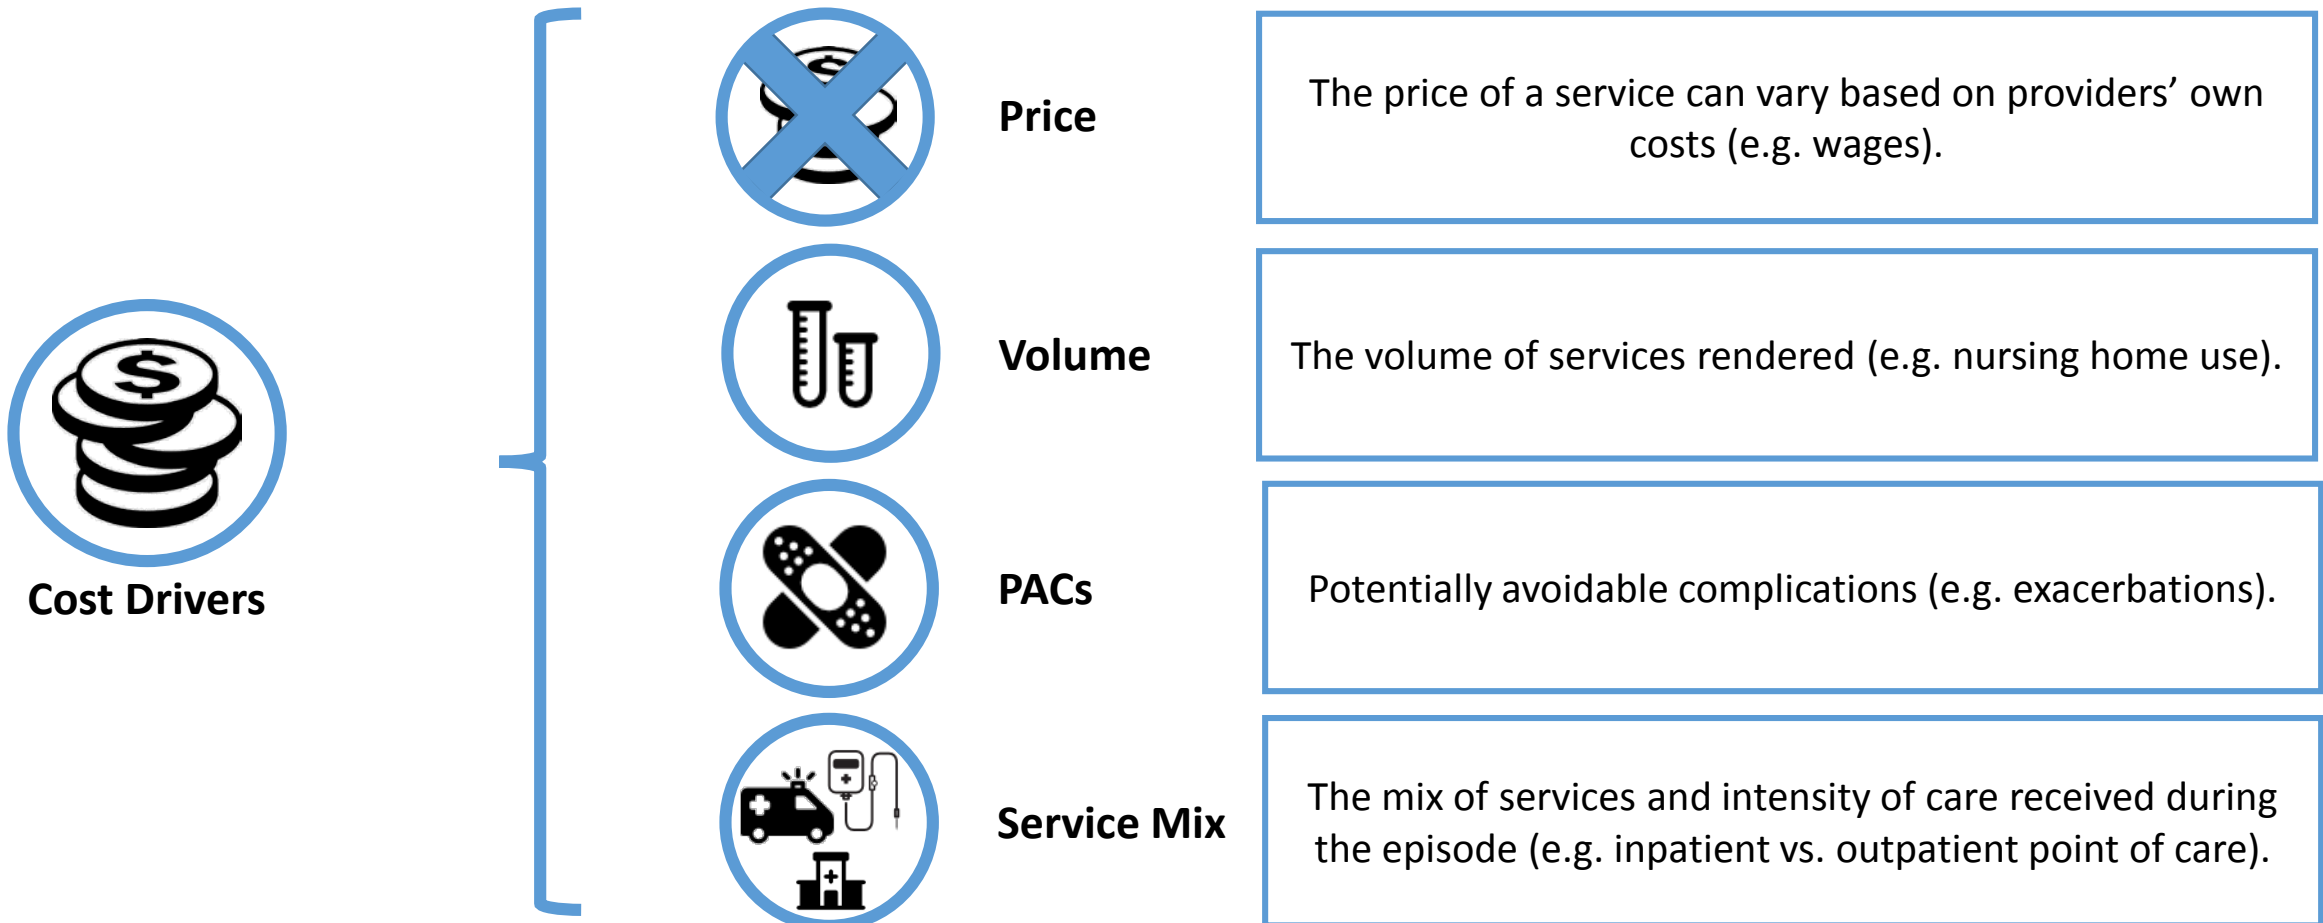 Cost Drivers
Price
The price of a service can vary based on providers’ own
costs (e.g. wages).
Volume
The volume of services rendered (e.g. nursing home use).
PACs
Potentially avoidable complications (e.g. exacerbations).
Service Mix
The mix of services and intensity of care received during
the episode (e.g. inpatient vs. outpatient point of care).